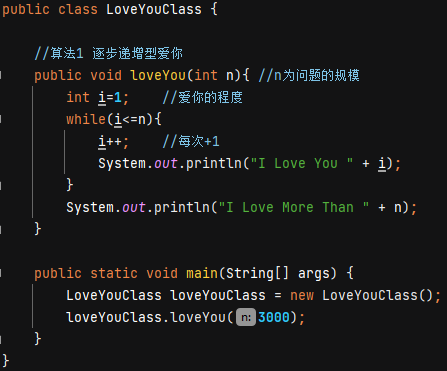 public class LoveYouClass {
//算法1 逐步递增型爱你
public void loveYou(int n){ //n为问题的规模
int i=1; //爱你的程度
while(i<=n){
i++; //每次+1
System.out.println("I Love You " + i);
}
System.out.println("I Love More Than " + n);
}
public static void main(String[] args) {
LoveYouClass loveYouClass = new LoveYouClass();
loveYouClass.loveYou( n: 3000);
}
}